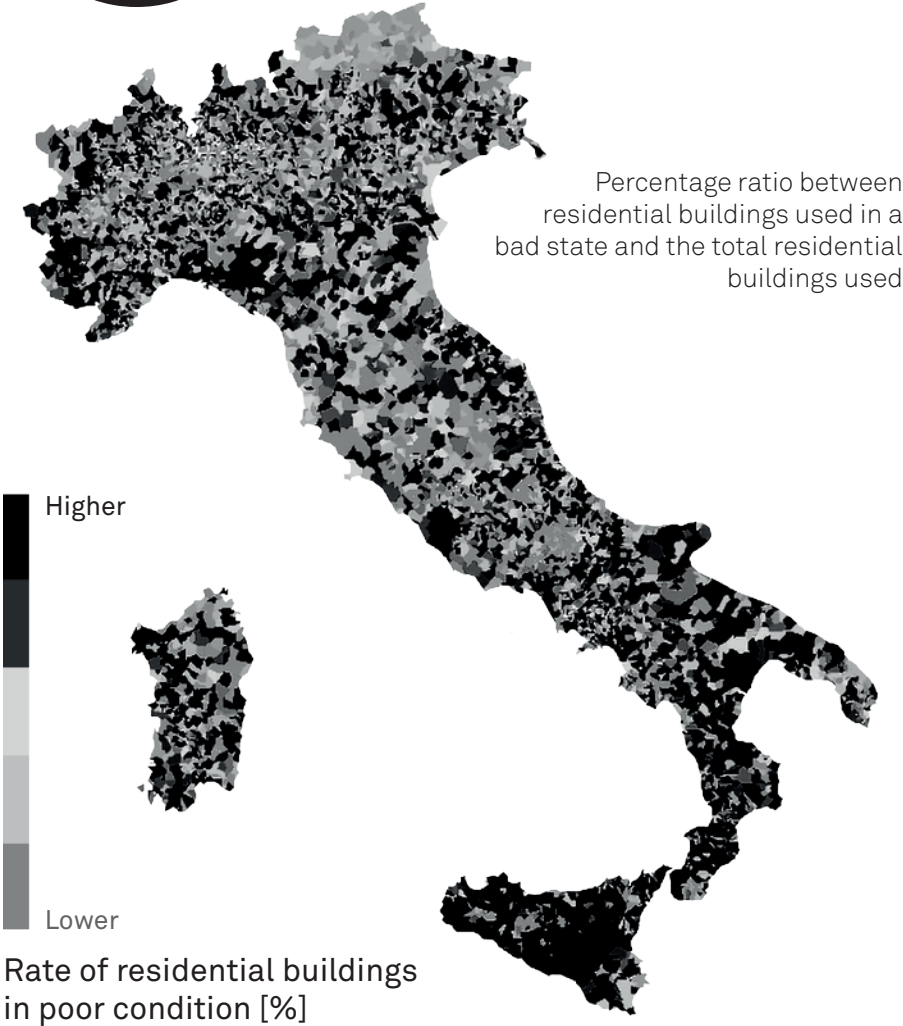 Percentage ratio between
residential buildings used in a
bad state and the total residential
buildings used
Higher
Lower
Rate of residential buildings
in poor condition [%]